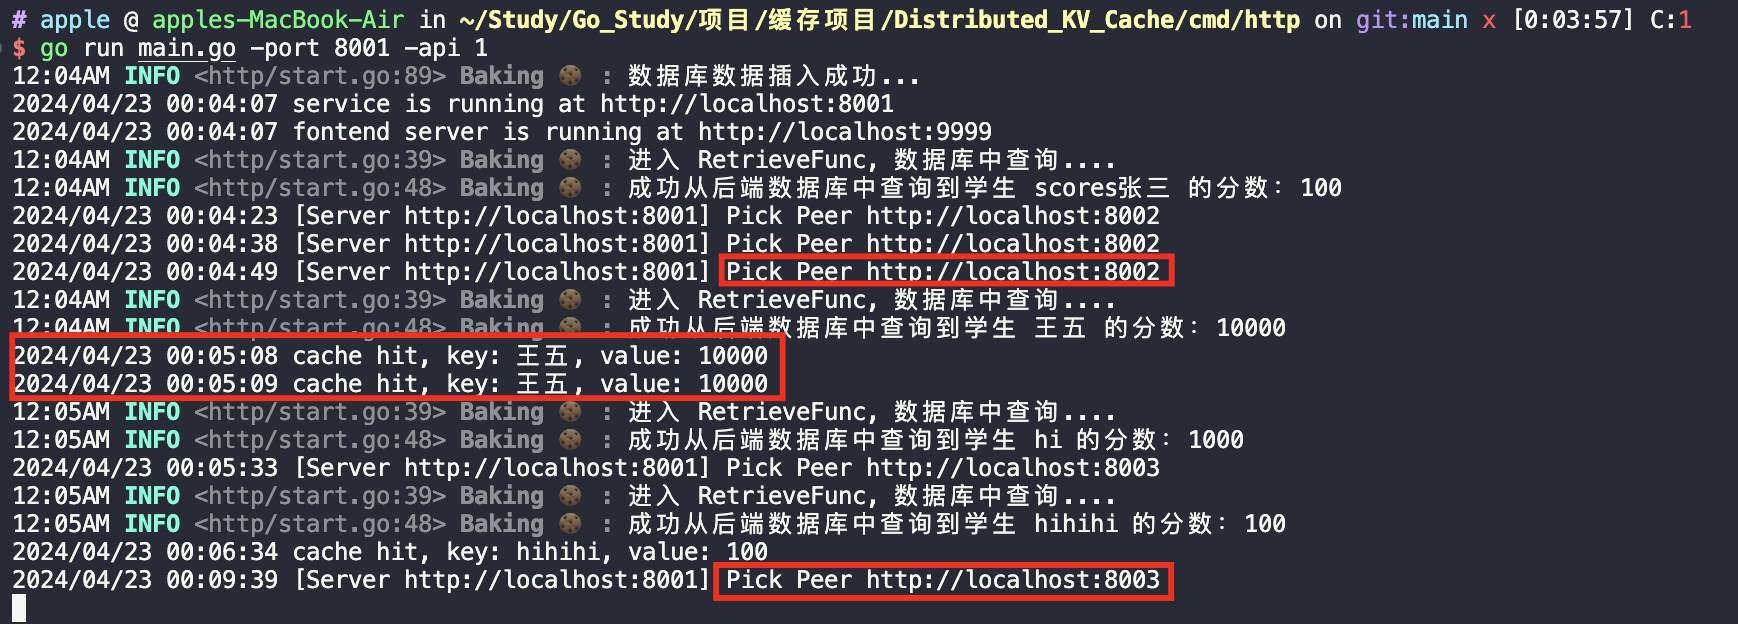 # apple @ apples-MacBook-Air in ~/Study/Go_Study/项目/缓存项目/Distributed_KV_Cache/cmd/http on git:main x [0:03:57] C:1
$ go run main.go -port 8001 -api 1
12:04AM INFO <http/start.go:89> Baking 🍪 : 数据库数据插入成功...
2024/04/23 00:04:07 service is running at http://localhost:8001
2024/04/23 00:04:07 fontend server is running at http://localhost:9999
12:04AM INFO <http/start.go:39> Baking 🍪 : 进入 RetrieveFunc, 数据库中查询....
12:04AM INFO <http/start.go:48> Baking 🍪 : 成功从后端数据库中查询到学生 scores张三 的分数: 100
2024/04/23 00:04:23 [Server http://localhost:8001] Pick Peer http://localhost:8002
2024/04/23 00:04:38 [Server http://localhost:8001] Pick Peer http://localhost:8002
2024/04/23 00:04:49 [Server http://localhost:8001] Pick Peer http://localhost:8002
12:04AM INFO <http/start.go:39> Baking 🍪 : 进入 RetrieveFunc, 数据库中查询....
12:04AM INFO <http/start.go:48> Baking 🍪 : 成功从后端数据库中查询到学生 王五 的分数: 10000
2024/04/23 00:05:08 cache hit, key: 王五, value: 10000
2024/04/23 00:05:09 cache hit, key: 王五, value: 10000
12:05AM INFO <http/start.go:39> Baking 🍪 : 进入 RetrieveFunc, 数据库中查询....
12:05AM INFO <http/start.go:48> Baking 🍪 : 成功从后端数据库中查询到学生 hi 的分数: 1000
2024/04/23 00:05:33 [Server http://localhost:8001] Pick Peer http://localhost:8003
12:05AM INFO <http/start.go:39> Baking 🍪 : 进入 RetrieveFunc, 数据库中查询....
12:05AM INFO <http/start.go:48> Baking 🍪 : 成功从后端数据库中查询到学生 hihihi 的分数: 100
2024/04/23 00:06:34 cache hit, key: hihihi, value: 100
2024/04/23 00:09:39 [Server http://localhost:8001] Pick Peer http://localhost:8003